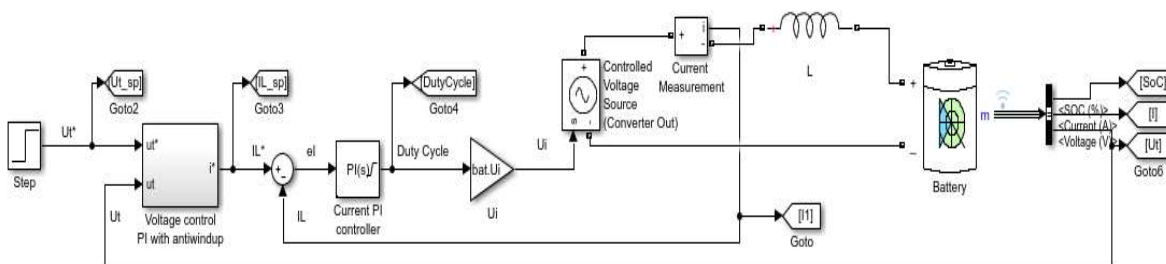 Step
Ut*
[Ut_sp]
Goto2
ut*
ut
i*
Voltage control
PI with antiwindup
Ut
[IL_sp]
Goto3
IL*
+
-
IL
eI
PI(s)
Current PI
controller
[DutyCycle]
Goto4
Duty Cycle
bat.Ui
Ui
Ui
+
s
-
Controlled
Voltage
Source
(Converter Out)
+
i
-
Current
Measurement
+
L
[I1]
Goto
+
–
m
Battery
<SOC (%)>
<Current (A)>
<Voltage (V)>
[SoC]
[I]
[Ut]
Goto6